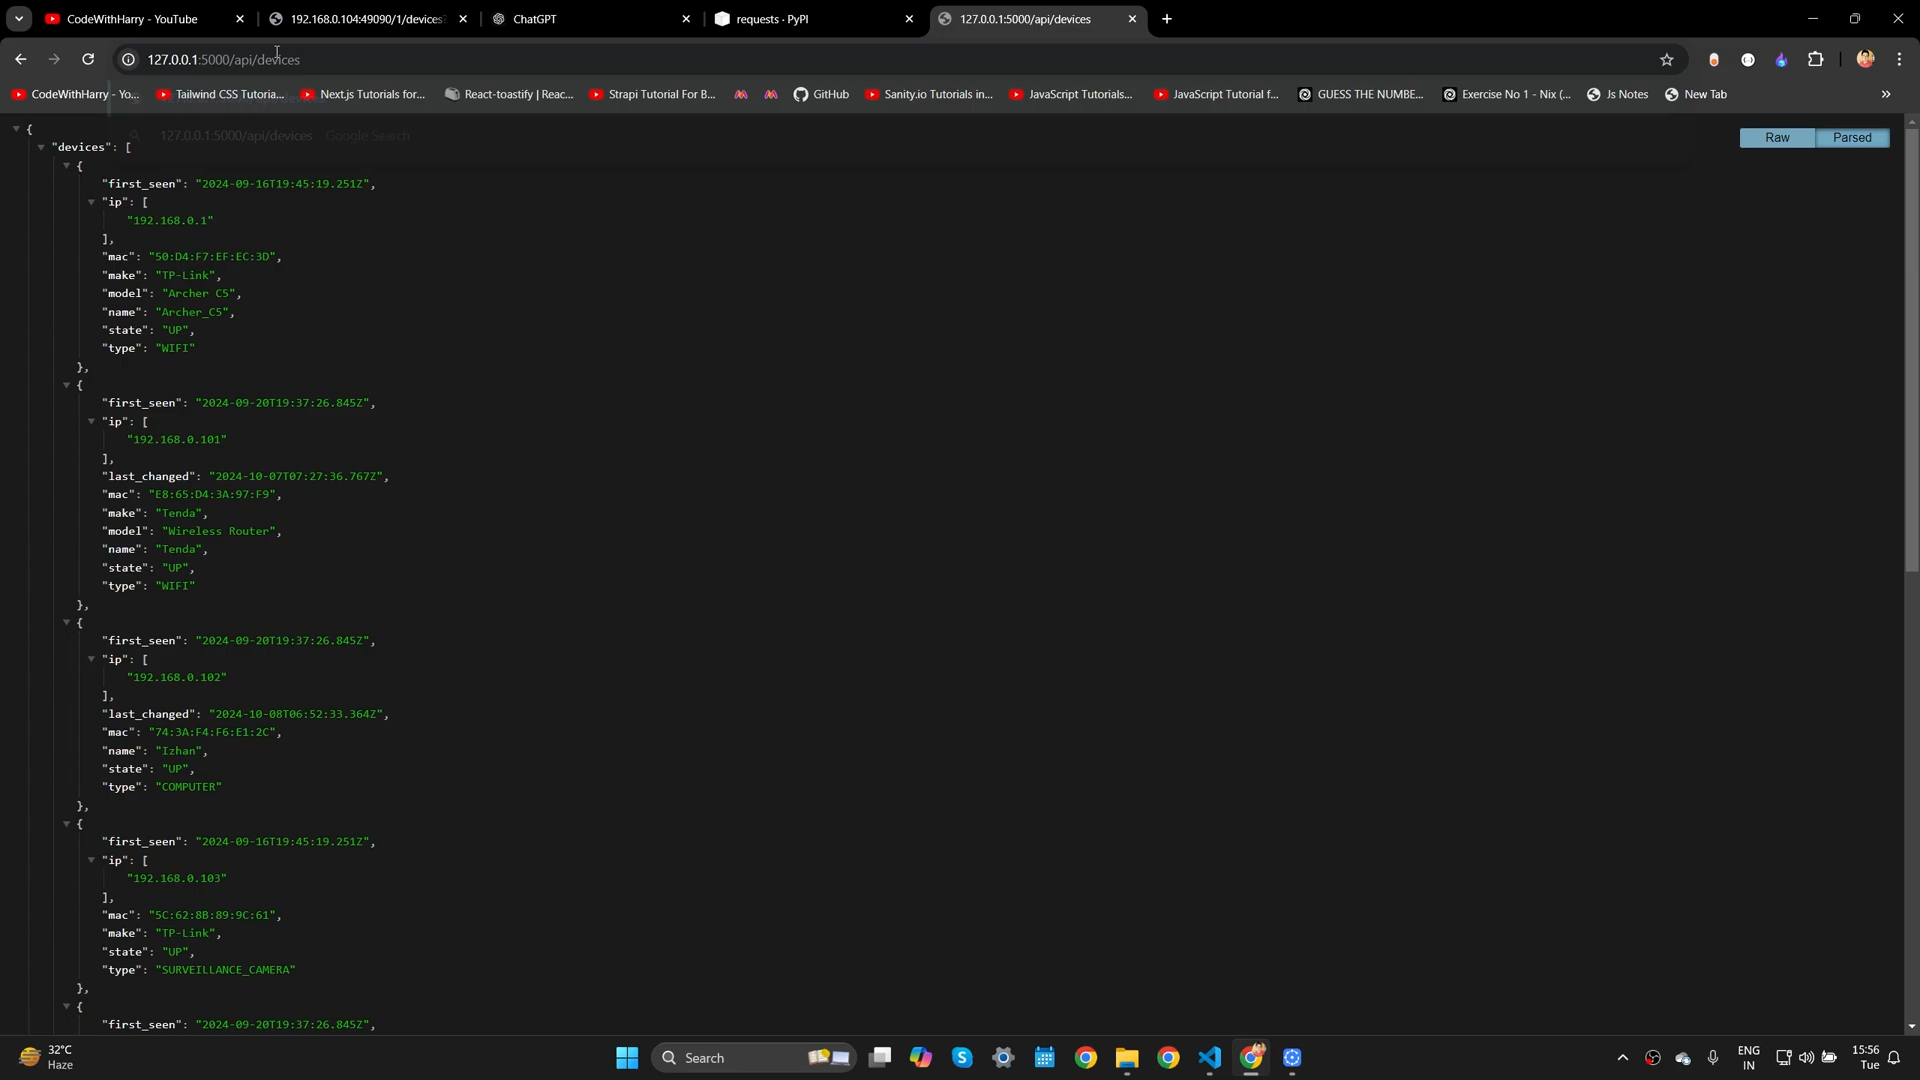 CodeWithHarry - YouTube
192.168.0.104:49090/1/devices?
ChatGPT
requests · PyPI
127.0.0.1:5000/api/devices
127.0.0.1:5000/api/devices
CodeWithHarry - Yo...
Tailwind CSS Tutoria...
Next.js Tutorials for...
React-toastify | Reac...
Strapi Tutorial For B...
GitHub
Sanity.io Tutorials in...
JavaScript Tutorials...
JavaScript Tutorial f...
GUESS THE NUMBE...
Exercise No 1 - Nix (...
Js Notes
New Tab
127.0.0.1:5000/api/devices Google Search
Raw
Parsed
{
"devices": [
{
"first_seen": "2024-09-16T19:45:19.251Z",
"ip": [
"192.168.0.1"
],
"mac": "50:D4:F7:EF:EC:3D",
"make": "TP-Link",
"model": "Archer C5",
"name": "Archer_C5",
"state": "UP",
"type": "WIFI"
},
{
"first_seen": "2024-09-20T19:37:26.845Z",
"ip": [
"192.168.0.101"
],
"last_changed": "2024-10-07T07:27:36.767Z",
"mac": "E8:65:D4:3A:97:F9",
"make": "Tenda",
"model": "Wireless Router",
"name": "Tenda",
"state": "UP",
"type": "WIFI"
},
{
"first_seen": "2024-09-20T19:37:26.845Z",
"ip": [
"192.168.0.102"
],
"last_changed": "2024-10-08T06:52:33.364Z",
"mac": "74:3A:F4:F6:E1:2C",
"name": "Izhan",
"state": "UP",
"type": "COMPUTER"
},
{
"first_seen": "2024-09-16T19:45:19.251Z",
"ip": [
"192.168.0.103"
],
"mac": "5C:62:8B:89:9C:61",
"make": "TP-Link",
"state": "UP",
"type": "SURVEILLANCE_CAMERA"
},
{
"first_seen": "2024-09-20T19:37:26.845Z",
32°C
Haze
Search
ENG
IN
15:56
Tue